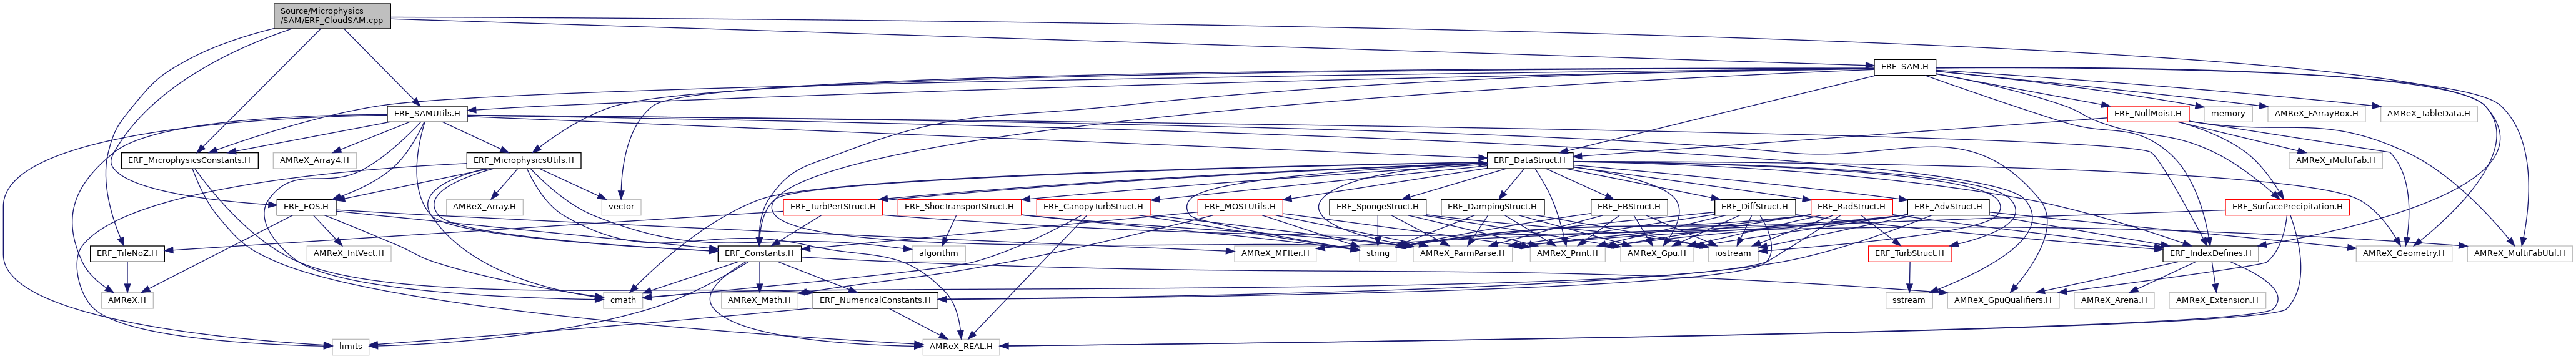 Source/Microphysics
/SAM/ERF_CloudSAM.cpp
ERF_SAM.H
ERF_SAMUtils.H
ERF_NullMoist.H
memory
AMReX_FArrayBox.H
AMReX_TableData.H
ERF_MicrophysicsConstants.H
AMReX_Array4.H
ERF_MicrophysicsUtils.H
ERF_DataStruct.H
AMReX_iMultiFab.H
ERF_EOS.H
AMReX_Array.H
vector
ERF_TurbPertStruct.H
ERF_ShocTransportStruct.H
ERF_CanopyTurbStruct.H
ERF_MOSTUtils.H
ERF_SpongeStruct.H
ERF_DampingStruct.H
ERF_EBStruct.H
ERF_DiffStruct.H
ERF_RadStruct.H
ERF_AdvStruct.H
ERF_SurfacePrecipitation.H
ERF_TileNoZ.H
AMReX_IntVect.H
ERF_Constants.H
algorithm
AMReX_MFIter.H
string
AMReX_ParmParse.H
AMReX_Print.H
AMReX_Gpu.H
iostream
ERF_TurbStruct.H
ERF_IndexDefines.H
AMReX_Geometry.H
AMReX_MultiFabUtil.H
AMReX.H
cmath
AMReX_Math.H
ERF_NumericalConstants.H
sstream
AMReX_GpuQualifiers.H
AMReX_Arena.H
AMReX_Extension.H
limits
AMReX_REAL.H